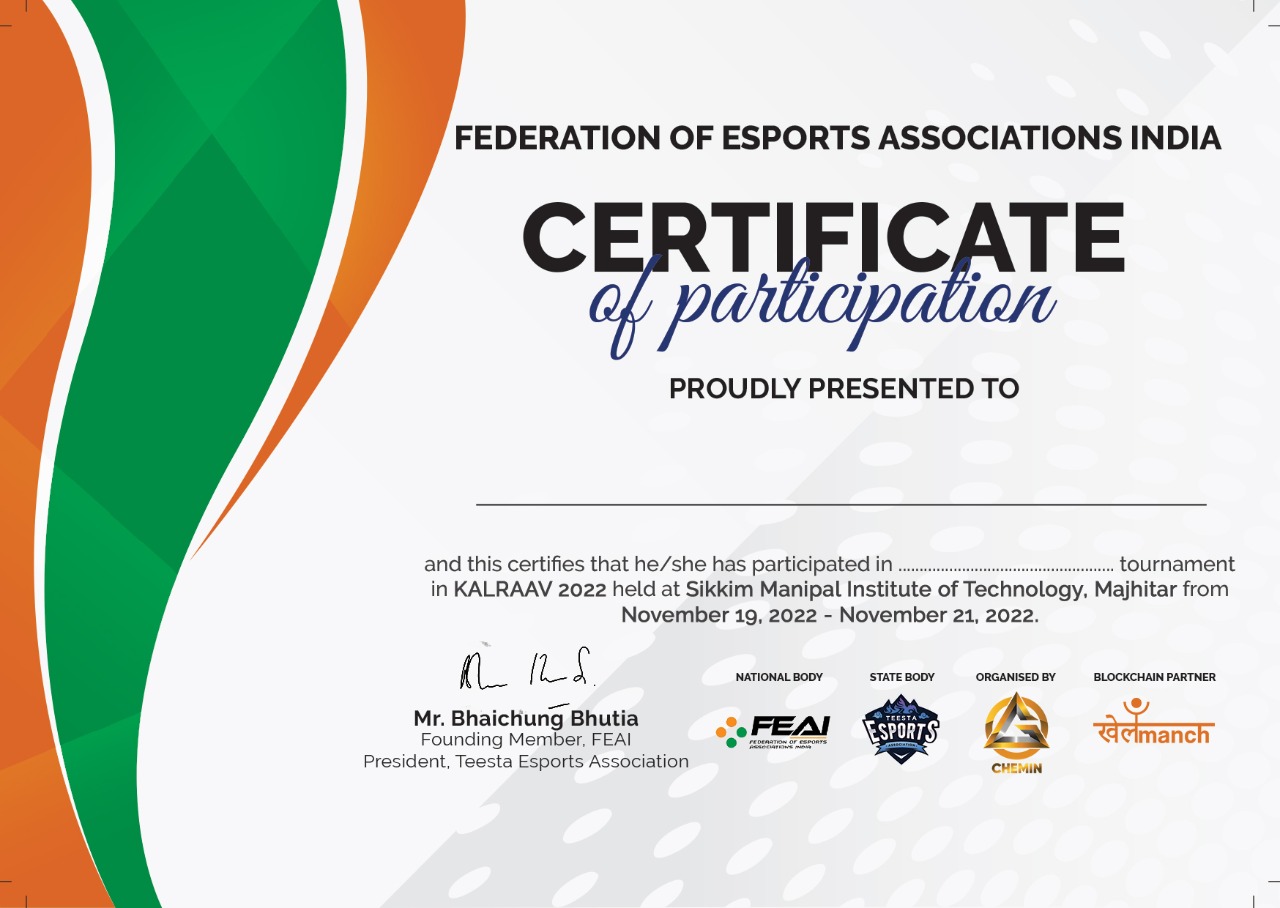 FEDERATION OF ESPORTS ASSOCIATIONS INDIA
CERTIFICATE
of participation
PROUDLY PRESENTED TO
and this certifies that he/she has participated in .................................................. tournament
in KALRAAV 2022 held at Sikkim Manipal Institute of Technology, Majhitar from
November 19, 2022 - November 21, 2022.
Mr. Bhaichung Bhutia
Founding Member, FEAI
President, Teesta Esports Association
NATIONAL BODY
FEAI
FEDERATION OF ESPORTS
ASSOCIATIONS INDIA
STATE BODY
TEESTA
ESPORTS
ASSOCIATION
ORGANISED BY
CHEMIN
BLOCKCHAIN PARTNER
खेलmanch